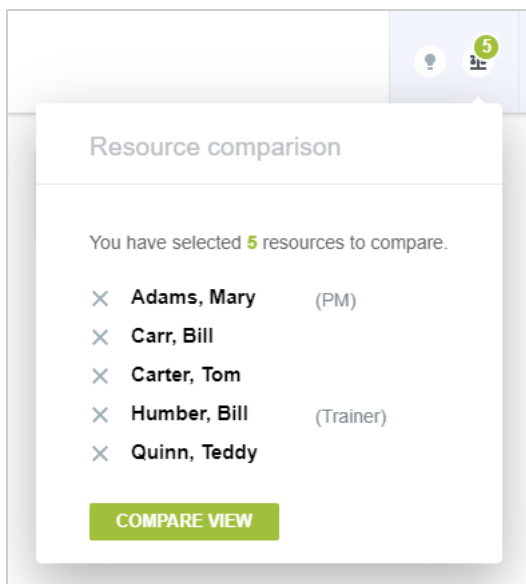 5
Resource comparison
You have selected 5 resources to compare.
Adams, Mary (PM)
Carr, Bill
Carter, Tom
Humber, Bill (Trainer)
Quinn, Teddy
COMPARE VIEW